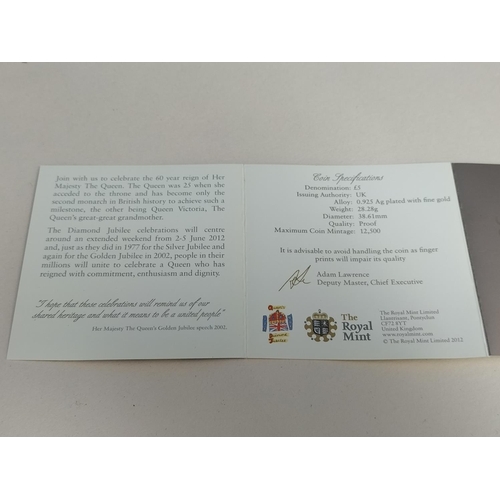 Join with us to celebrate the 60 year reign of Her
Majesty The Queen. The Queen was 25 when she
acceded to the throne and has become only the
second monarch in British history to achieve such a
milestone, the other being Queen Victoria, The
Queen's great-great grandmother.
The Diamond Jubilee celebrations will centre
around an extended weekend from 2-5 June 2012
and, just as they did in 1977 for the Silver Jubilee and
again for the Golden Jubilee in 2002, people in their
millions will unite to celebrate a Queen who has
reigned with commitment, enthusiasm and dignity.
"I hope that these celebrations will remind us of our
shared heritage and what it means to be a united people"
Her Majesty The Queen's Golden Jubilee speech 2002.
Coin Specifications
Denomination: £5
Issuing Authority: UK
Alloy: 0.925 Ag plated with fine gold
Weight: 28.28g
Diameter: 38.61mm
Quality: Proof
Maximum Coin Mintage: 12,500
It is advisable to avoid handling the coin as finger
prints will impair its quality
Adam Lawrence
Deputy Master, Chief Executive
The
Royal
Mint
The Royal Mint Limited
Llantrisant, Pontyclun
CF72 8YT
United Kingdom
www.royalmint.com
© The Royal Mint Limited 2012